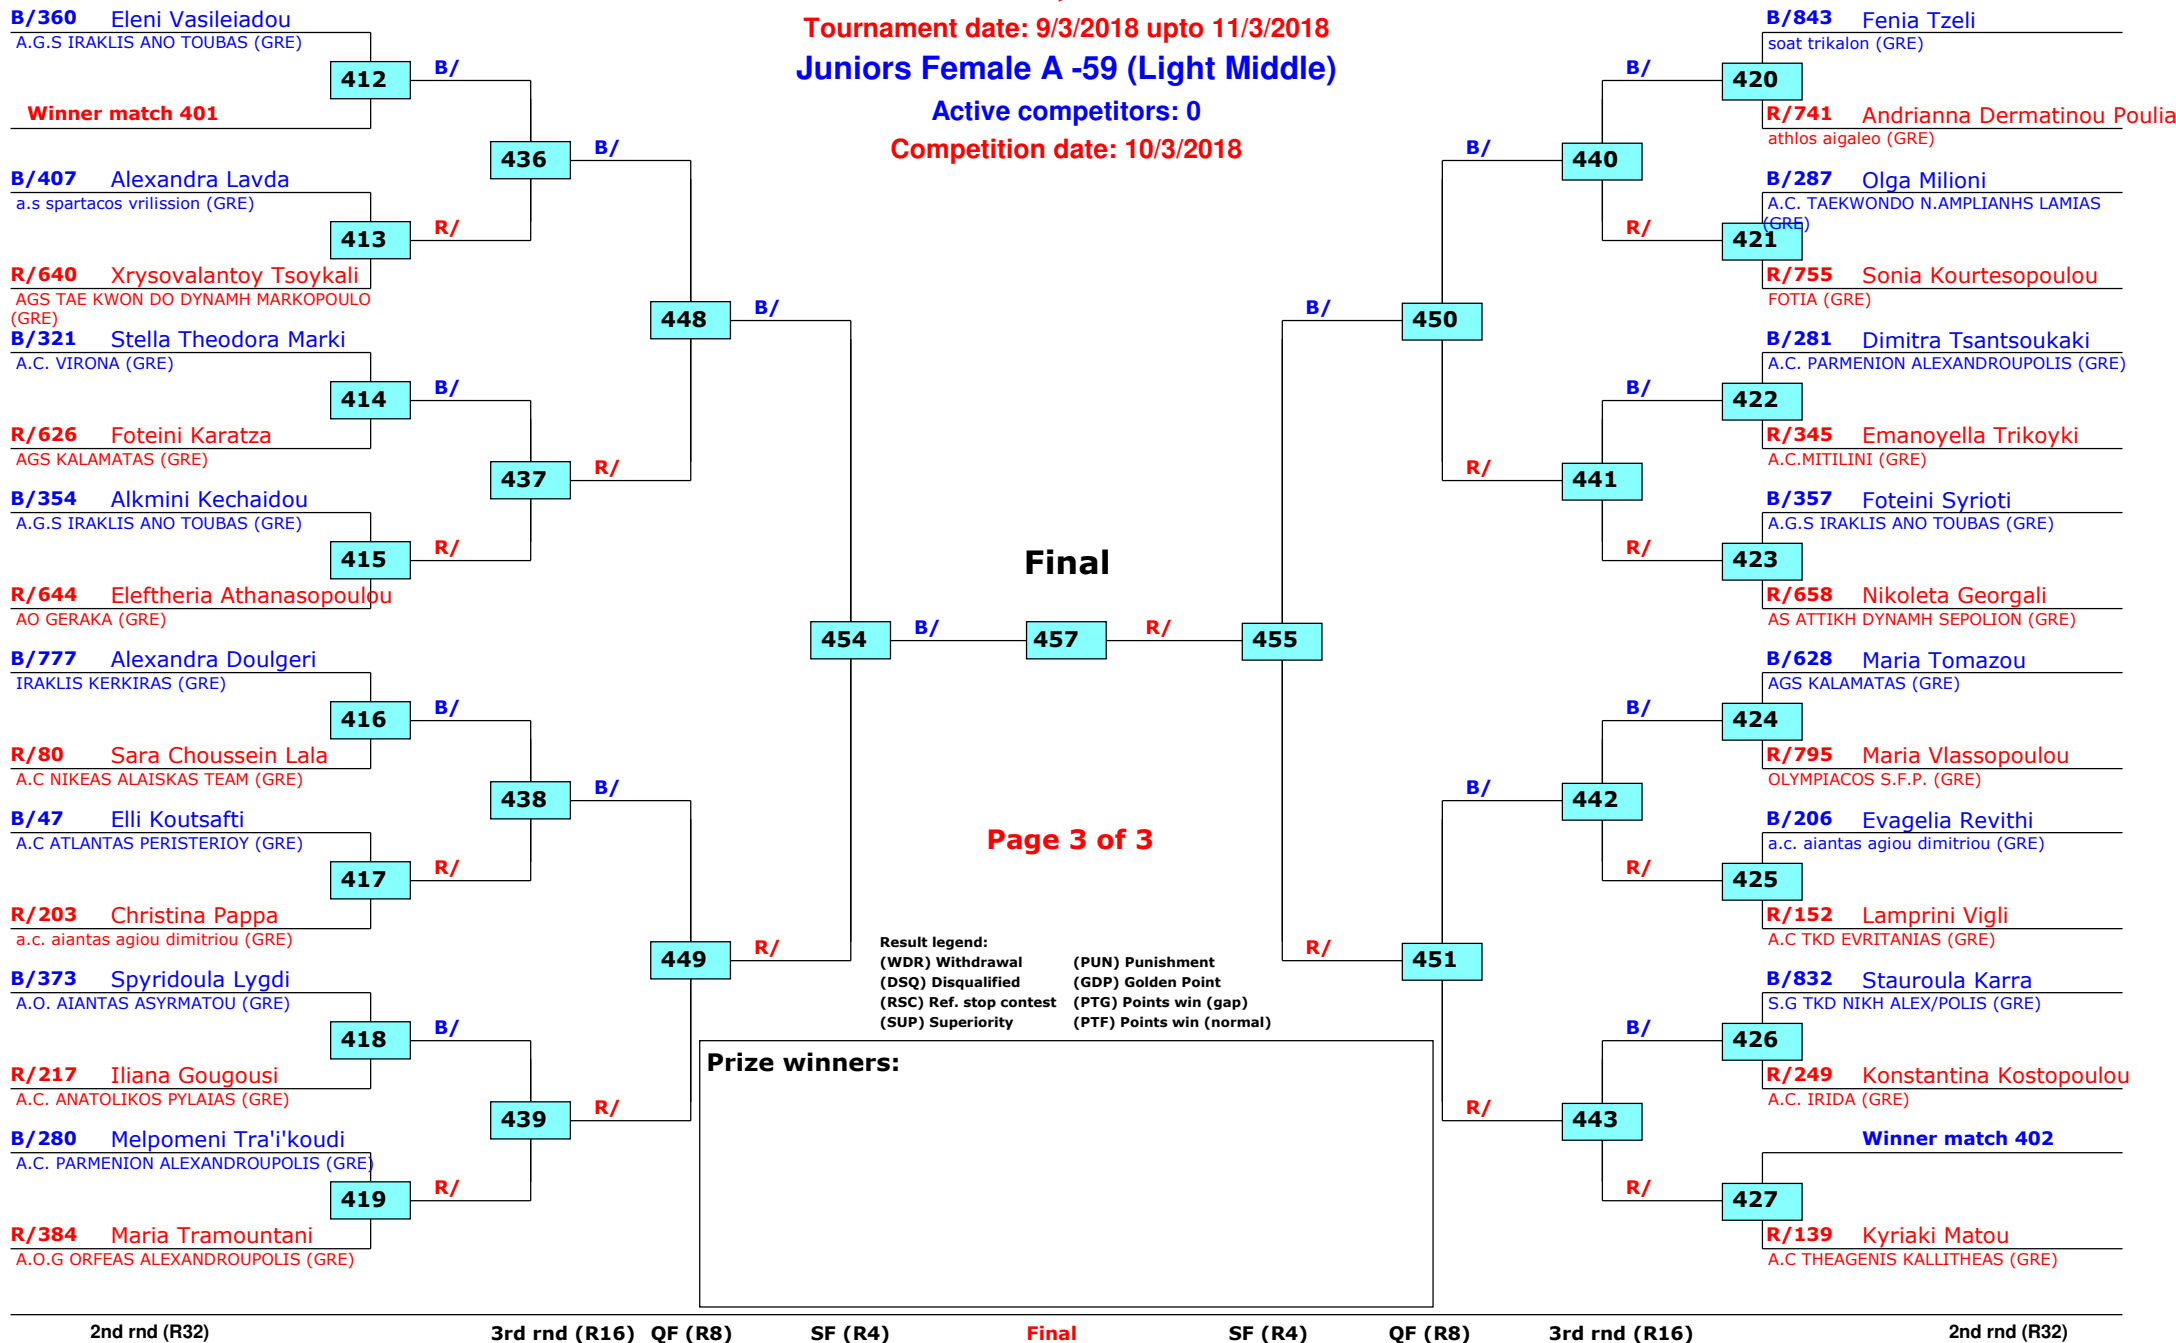 Tournament date: 9/3/2018 upto 11/3/2018
Juniors Female A -59 (Light Middle)
Active competitors: 0
Competition date: 10/3/2018
B/360 Eleni Vasileiadou
A.G.S IRAKLIS ANO TOUBAS (GRE)
412
B/
Winner match 401
436
B/
B/407 Alexandra Lavda
a.s spartacos vrilission (GRE)
413
R/
R/640 Xrysovalantoy Tsoykali
AGS TAE KWON DO DYNAMH MARKOPOULO
(GRE)
448
B/
B/321 Stella Theodora Marki
A.C. VIRONA (GRE)
414
B/
R/626 Foteini Karatza
AGS KALAMATAS (GRE)
437
R/
B/354 Alkmini Kechaidou
A.G.S IRAKLIS ANO TOUBAS (GRE)
415
R/
R/644 Eleftheria Athanasopoulou
AO GERAKA (GRE)
454
B/
B/777 Alexandra Doulgeri
IRAKLIS KERKIRAS (GRE)
416
B/
R/80 Sara Choussein Lala
A.C NIKEAS ALAISKAS TEAM (GRE)
438
B/
B/47 Elli Koutsafti
A.C ATLANTAS PERISTERIOY (GRE)
417
R/
R/203 Christina Pappa
a.c. aiantas agiou dimitriou (GRE)
449
R/
B/373 Spyridoula Lygdi
A.O. AIANTAS ASYRMATOU (GRE)
418
B/
R/217 Iliana Gougousi
A.C. ANATOLIKOS PYLAIAS (GRE)
439
R/
B/280 Melpomeni Tra'i'koudi
A.C. PARMENION ALEXANDROUPOLIS (GRE)
419
R/
R/384 Maria Tramountani
A.O.G ORFEAS ALEXANDROUPOLIS (GRE)
Final
457
R/
Page 3 of 3
Result legend:
(WDR) Withdrawal (PUN) Punishment
(DSQ) Disqualified (GDP) Golden Point
(RSC) Ref. stop contest (PTG) Points win (gap)
(SUP) Superiority (PTF) Points win (normal)
Prize winners:
B/843 Fenia Tzeli
soat trikalon (GRE)
B/
420
R/741 Andrianna Dermatinou Poulia
athlos aigaleo (GRE)
B/
440
B/287 Olga Milioni
A.C. TAEKWONDO N.AMPLIANHS LAMIAS
(GRE)
R/
421
R/755 Sonia Kourtesopoulou
FOTIA (GRE)
B/
450
B/281 Dimitra Tsantsoukaki
A.C. PARMENION ALEXANDROUPOLIS (GRE)
B/
422
R/345 Emanoyella Trikoyki
A.C.MITILINI (GRE)
R/
441
B/357 Foteini Syrioti
A.G.S IRAKLIS ANO TOUBAS (GRE)
R/
423
R/658 Nikoleta Georgali
AS ATTIKH DYNAMH SEPOLION (GRE)
455
B/628 Maria Tomazou
AGS KALAMATAS (GRE)
B/
424
R/795 Maria Vlassopoulou
OLYMPIACOS S.F.P. (GRE)
B/
442
B/206 Evagelia Revithi
a.c. aiantas agiou dimitriou (GRE)
R/
425
R/152 Lamprini Vigli
A.C TKD EVRITANIAS (GRE)
R/
451
B/832 Stauroula Karra
S.G TKD NIKH ALEX/POLIS (GRE)
B/
426
R/249 Konstantina Kostopoulou
A.C. IRIDA (GRE)
R/
443
Winner match 402
R/
427
R/139 Kyriaki Matou
A.C THEAGENIS KALLITHEAS (GRE)
2nd rnd (R32) 3rd rnd (R16) QF (R8) SF (R4) Final SF (R4) QF (R8) 3rd rnd (R16) 2nd rnd (R32)